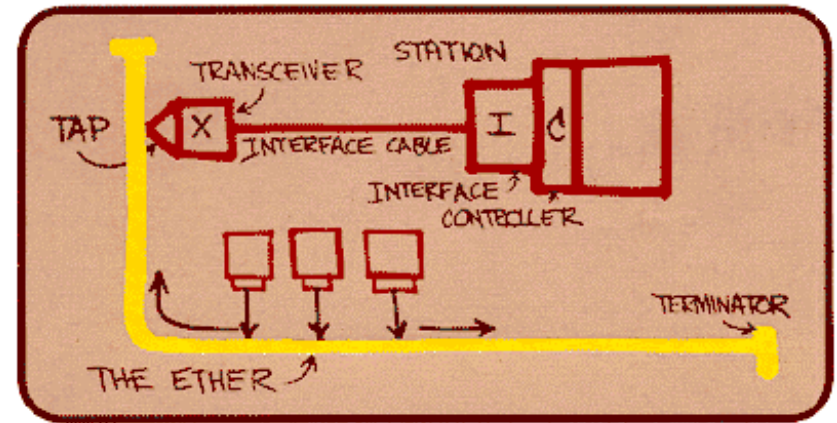 STATION
TRANSCEIVER
TAP
X
I
C
INTERFACE CABLE
INTERFACE
CONTROLLER
TERMINATOR
THE ETHER